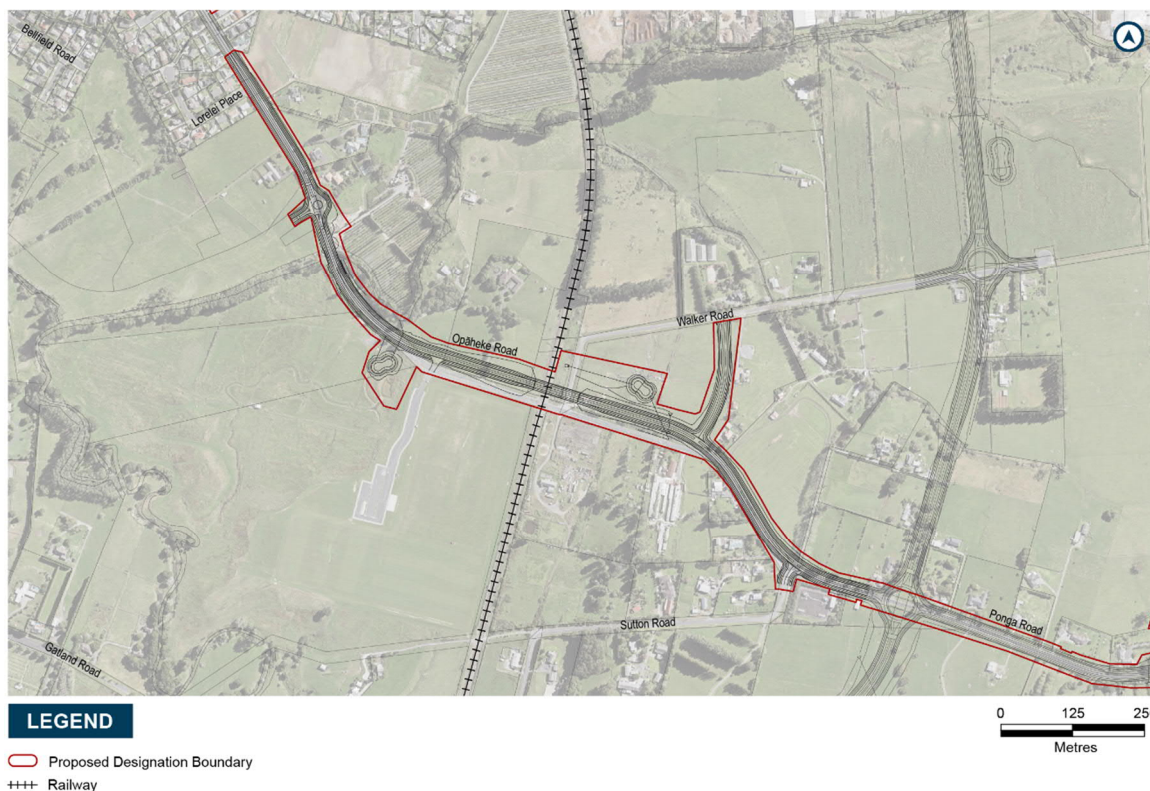 Bellfield Road
Lorelei Place
Opāheke Road
Walker Road
Sutton Road
Ponga Road
Gatland Road
LEGEND
Proposed Designation Boundary
Railway
0 125 25
Metres